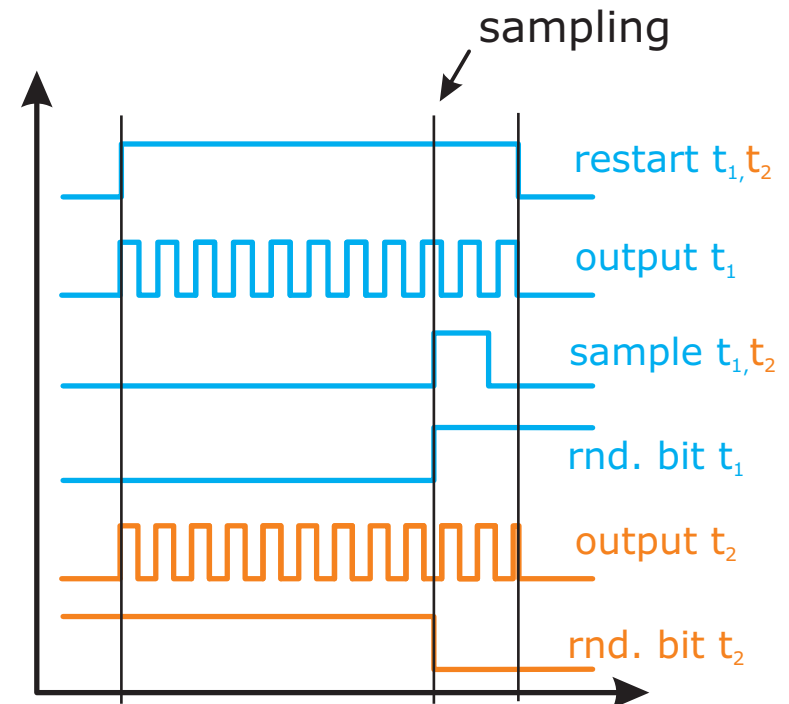 sampling
restart t₁,t₂
output t₁
sample t₁,t₂
rnd. bit t₁
output t₂
rnd. bit t₂